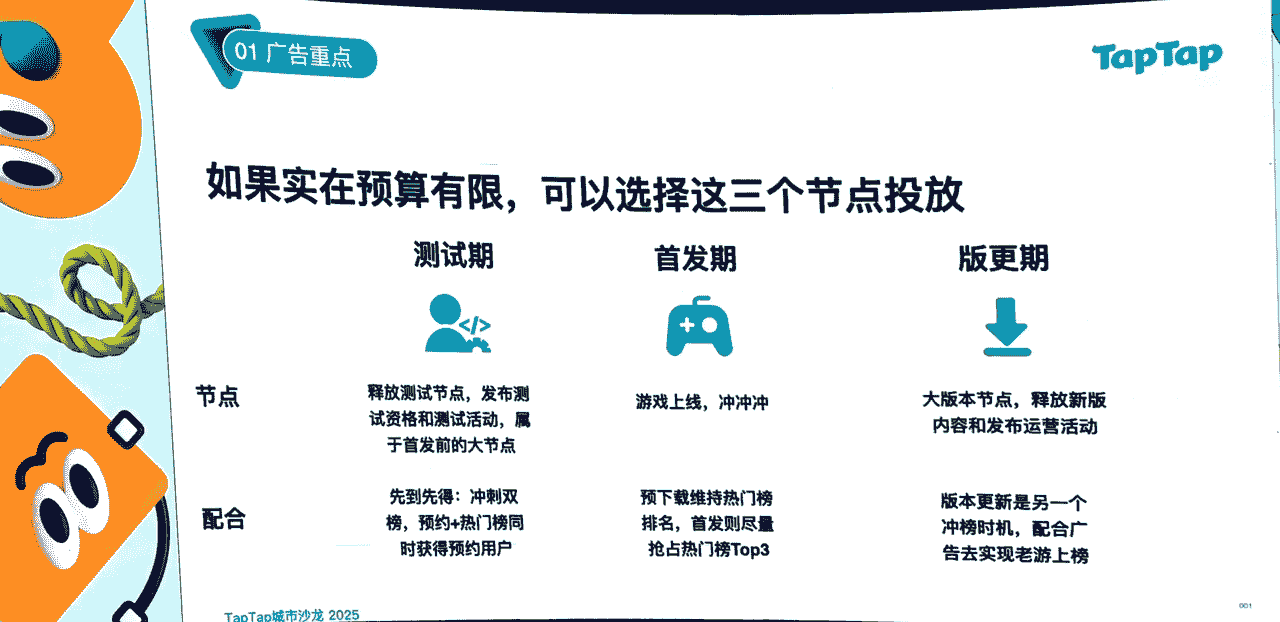 01 广告重点
TapTap
如果实在预算有限，可以选择这三个节点投放
测试期
首发期
版更期
节点
释放测试节点，发布测
试资格和测试活动，属
于首发前的大节点
游戏上线，冲冲冲
大版本节点，释放新版
内容和发布运营活动
配合
先到先得：冲刺双
榜，预约+热门榜同
时获得预约用户
预下载维持热门榜
排名，首发则尽量
抢占热门榜Top3
版本更新是另一个
冲榜时机，配合广
告去实现老游上榜
TapTap城市沙龙 2025
001